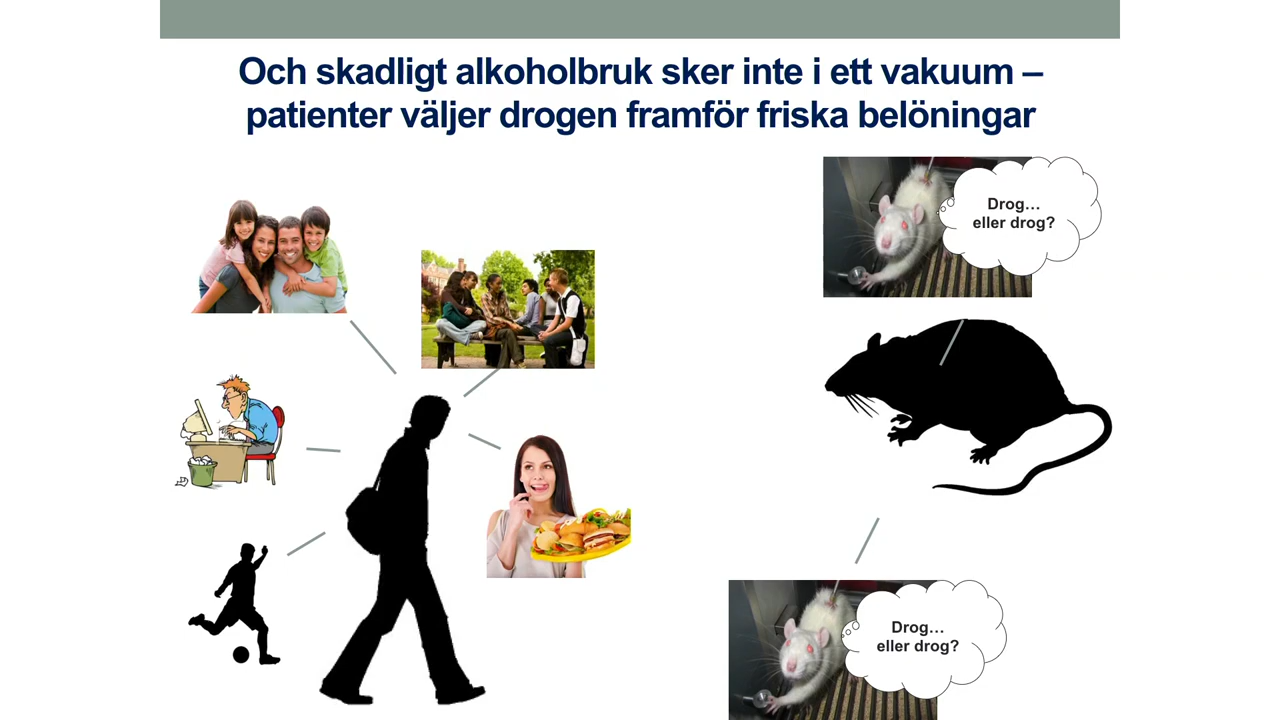 Och skadligt alkoholbruk sker inte i ett vakuum –
patienter väljer drogen framför friska belöningar
Drog…
eller drog?
Drog…
eller drog?